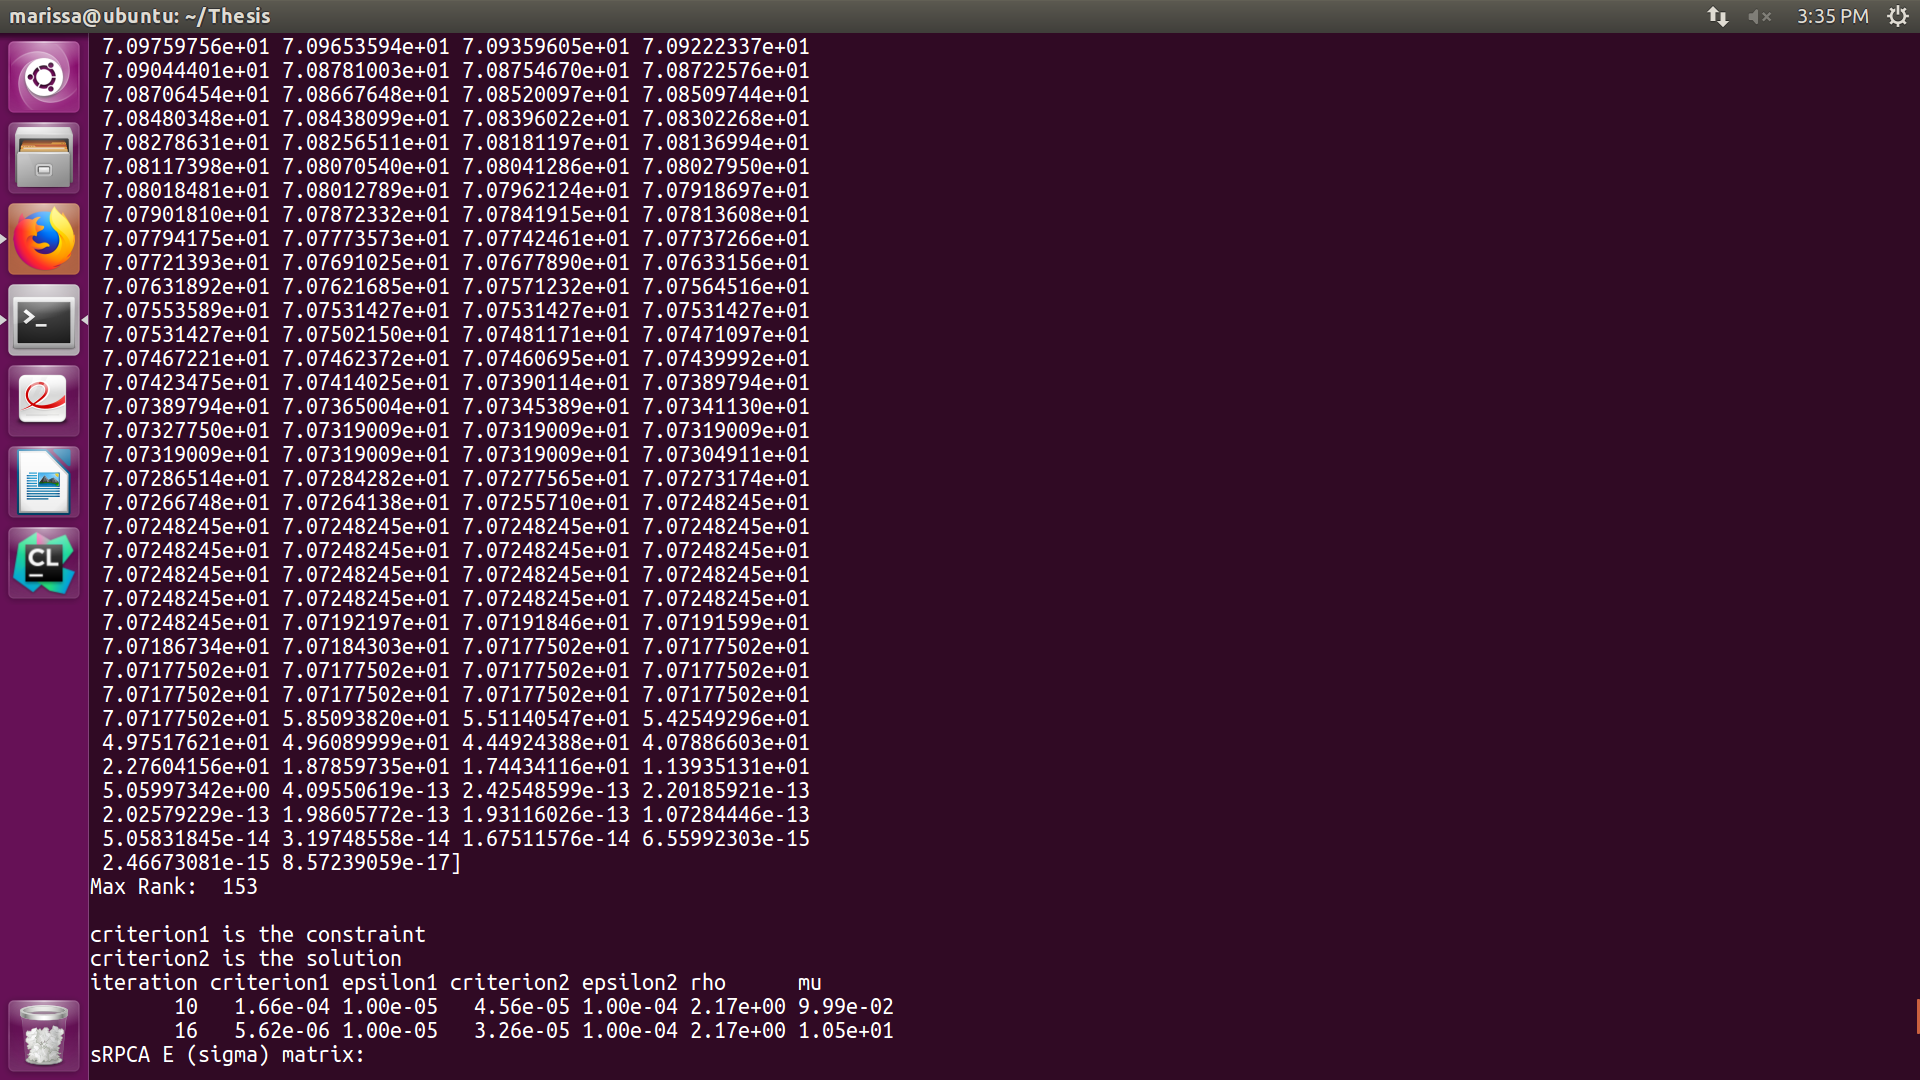 marissa@ubuntu: ~/Thesis
3:35 PM
7.09759756e+01 7.09653594e+01 7.09359605e+01 7.09222337e+01
7.09044401e+01 7.08781003e+01 7.08754670e+01 7.08722576e+01
7.08706454e+01 7.08667648e+01 7.08520097e+01 7.08509744e+01
7.08480348e+01 7.08438099e+01 7.08396022e+01 7.08302268e+01
7.08278631e+01 7.08256511e+01 7.08181197e+01 7.08136994e+01
7.08117398e+01 7.08070540e+01 7.08041286e+01 7.08027950e+01
7.08018481e+01 7.08012789e+01 7.07962124e+01 7.07918697e+01
7.07901810e+01 7.07872332e+01 7.07841915e+01 7.07813608e+01
7.07794175e+01 7.07773573e+01 7.07742461e+01 7.07737266e+01
7.07721393e+01 7.07691025e+01 7.07677890e+01 7.07633156e+01
7.07631892e+01 7.07621685e+01 7.07571232e+01 7.07564516e+01
7.07553589e+01 7.07531427e+01 7.07531427e+01 7.07531427e+01
7.07531427e+01 7.07502150e+01 7.07481171e+01 7.07471097e+01
7.07467221e+01 7.07462372e+01 7.07460695e+01 7.07439992e+01
7.07423475e+01 7.07414025e+01 7.07390114e+01 7.07389794e+01
7.07389794e+01 7.07365004e+01 7.07345389e+01 7.07341130e+01
7.07327750e+01 7.07319009e+01 7.07319009e+01 7.07319009e+01
7.07319009e+01 7.07319009e+01 7.07319009e+01 7.07304911e+01
7.07286514e+01 7.07284282e+01 7.07277565e+01 7.07273174e+01
7.07266748e+01 7.07264138e+01 7.07255710e+01 7.07248245e+01
7.07248245e+01 7.07248245e+01 7.07248245e+01 7.07248245e+01
7.07248245e+01 7.07248245e+01 7.07248245e+01 7.07248245e+01
7.07248245e+01 7.07248245e+01 7.07248245e+01 7.07248245e+01
7.07248245e+01 7.07248245e+01 7.07248245e+01 7.07248245e+01
7.07248245e+01 7.07192197e+01 7.07191846e+01 7.07191599e+01
7.07186734e+01 7.07184303e+01 7.07177502e+01 7.07177502e+01
7.07177502e+01 7.07177502e+01 7.07177502e+01 7.07177502e+01
7.07177502e+01 7.07177502e+01 7.07177502e+01 7.07177502e+01
7.07177502e+01 5.85093820e+01 5.51140547e+01 5.42549296e+01
4.97517621e+01 4.96089999e+01 4.44924388e+01 4.07886603e+01
2.27604156e+01 1.87859735e+01 1.74434116e+01 1.13935131e+01
5.05997342e+00 4.09550619e-13 2.42548599e-13 2.20185921e-13
2.02579229e-13 1.98605772e-13 1.93116026e-13 1.07284446e-13
5.05831845e-14 3.19748558e-14 1.67511576e-14 6.55992303e-15
2.46673081e-15 8.57239059e-17]
Max Rank:  153
criterion1 is the constraint
criterion2 is the solution
iteration criterion1 epsilon1 criterion2 epsilon2 rho      mu
10   1.66e-04 1.00e-05   4.56e-05 1.00e-04 2.17e+00 9.99e-02
16   5.62e-06 1.00e-05   3.26e-05 1.00e-04 2.17e+00 1.05e+01
sRPCA E (sigma) matrix:
>_
CL